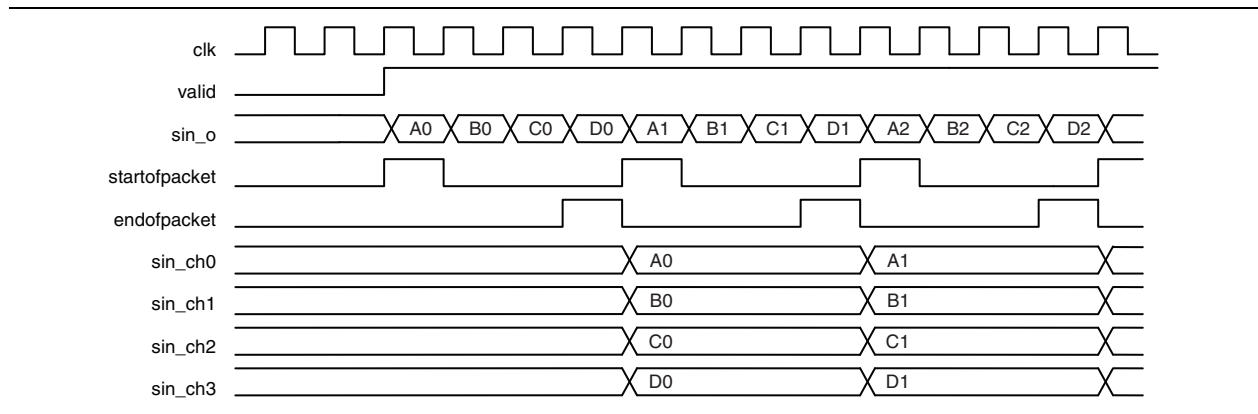 clk
valid
sin_o A0 B0 C0 D0 A1 B1 C1 D1 A2 B2 C2 D2
startofpacket
endofpacket
sin_ch0 A0 A1
sin_ch1 B0 B1
sin_ch2 C0 C1
sin_ch3 D0 D1